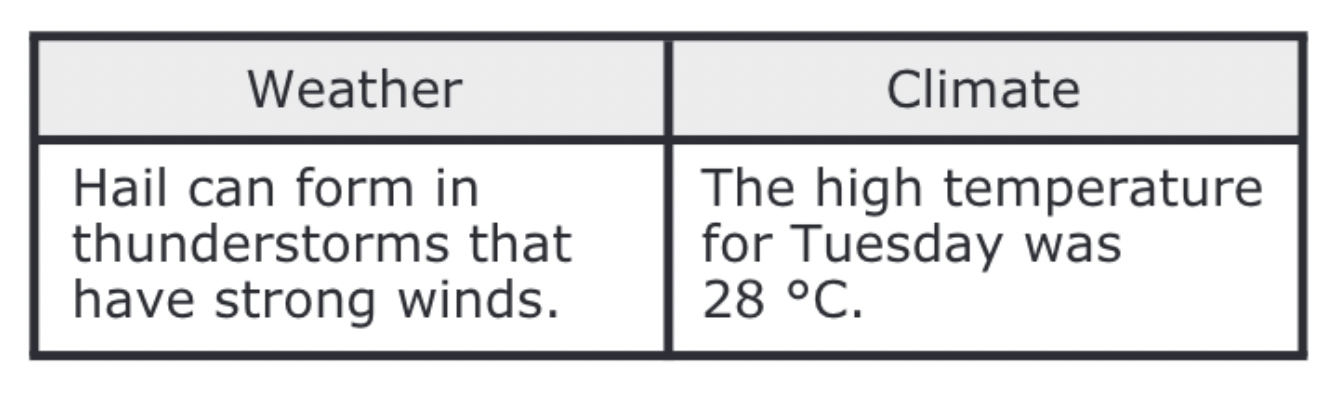 Weather
Climate
Hail can form in
thunderstorms that
have strong winds.
The high temperature
for Tuesday was
28 °C.